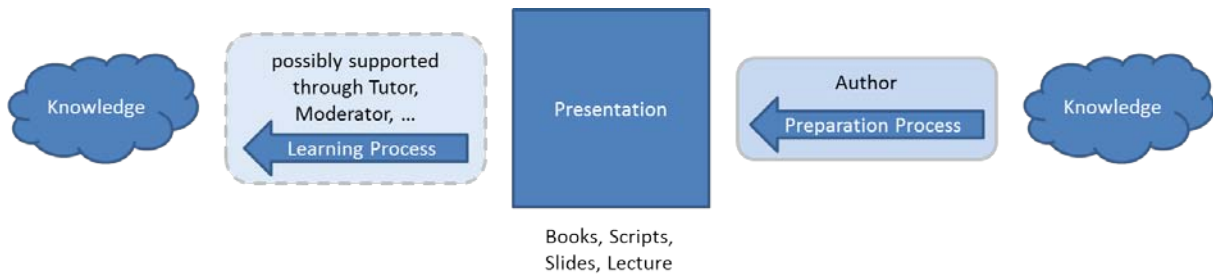 Knowledge
possibly supported
through Tutor,
Moderator, ...
Learning Process
Presentation
Books, Scripts,
Slides, Lecture
Author
Preparation Process
Knowledge